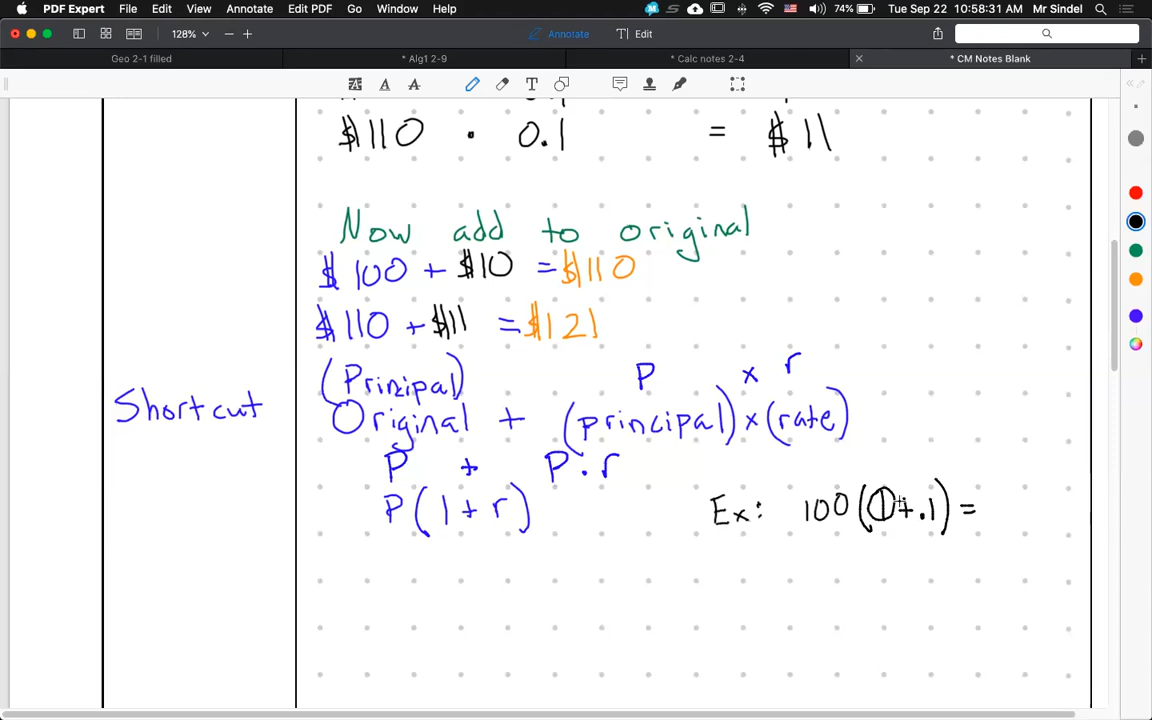 PDF Expert File Edit View Annotate Edit PDF Go Window Help 74% Tue Sep 22 10:58:31 AM Mr Sindel
128% Annotate Edit
Geo 2-1 filled * Alg1 2-9 * Calc notes 2-4 * CM Notes Blank
$110 · 0.1 = $11
Now add to original
$100 + $10 = $110
$110 + $11 = $121
(Principal) P x r
Shortcut Original + (principal) x (rate)
P + P · r
P(1 + r) Ex: 100(1+.1) =